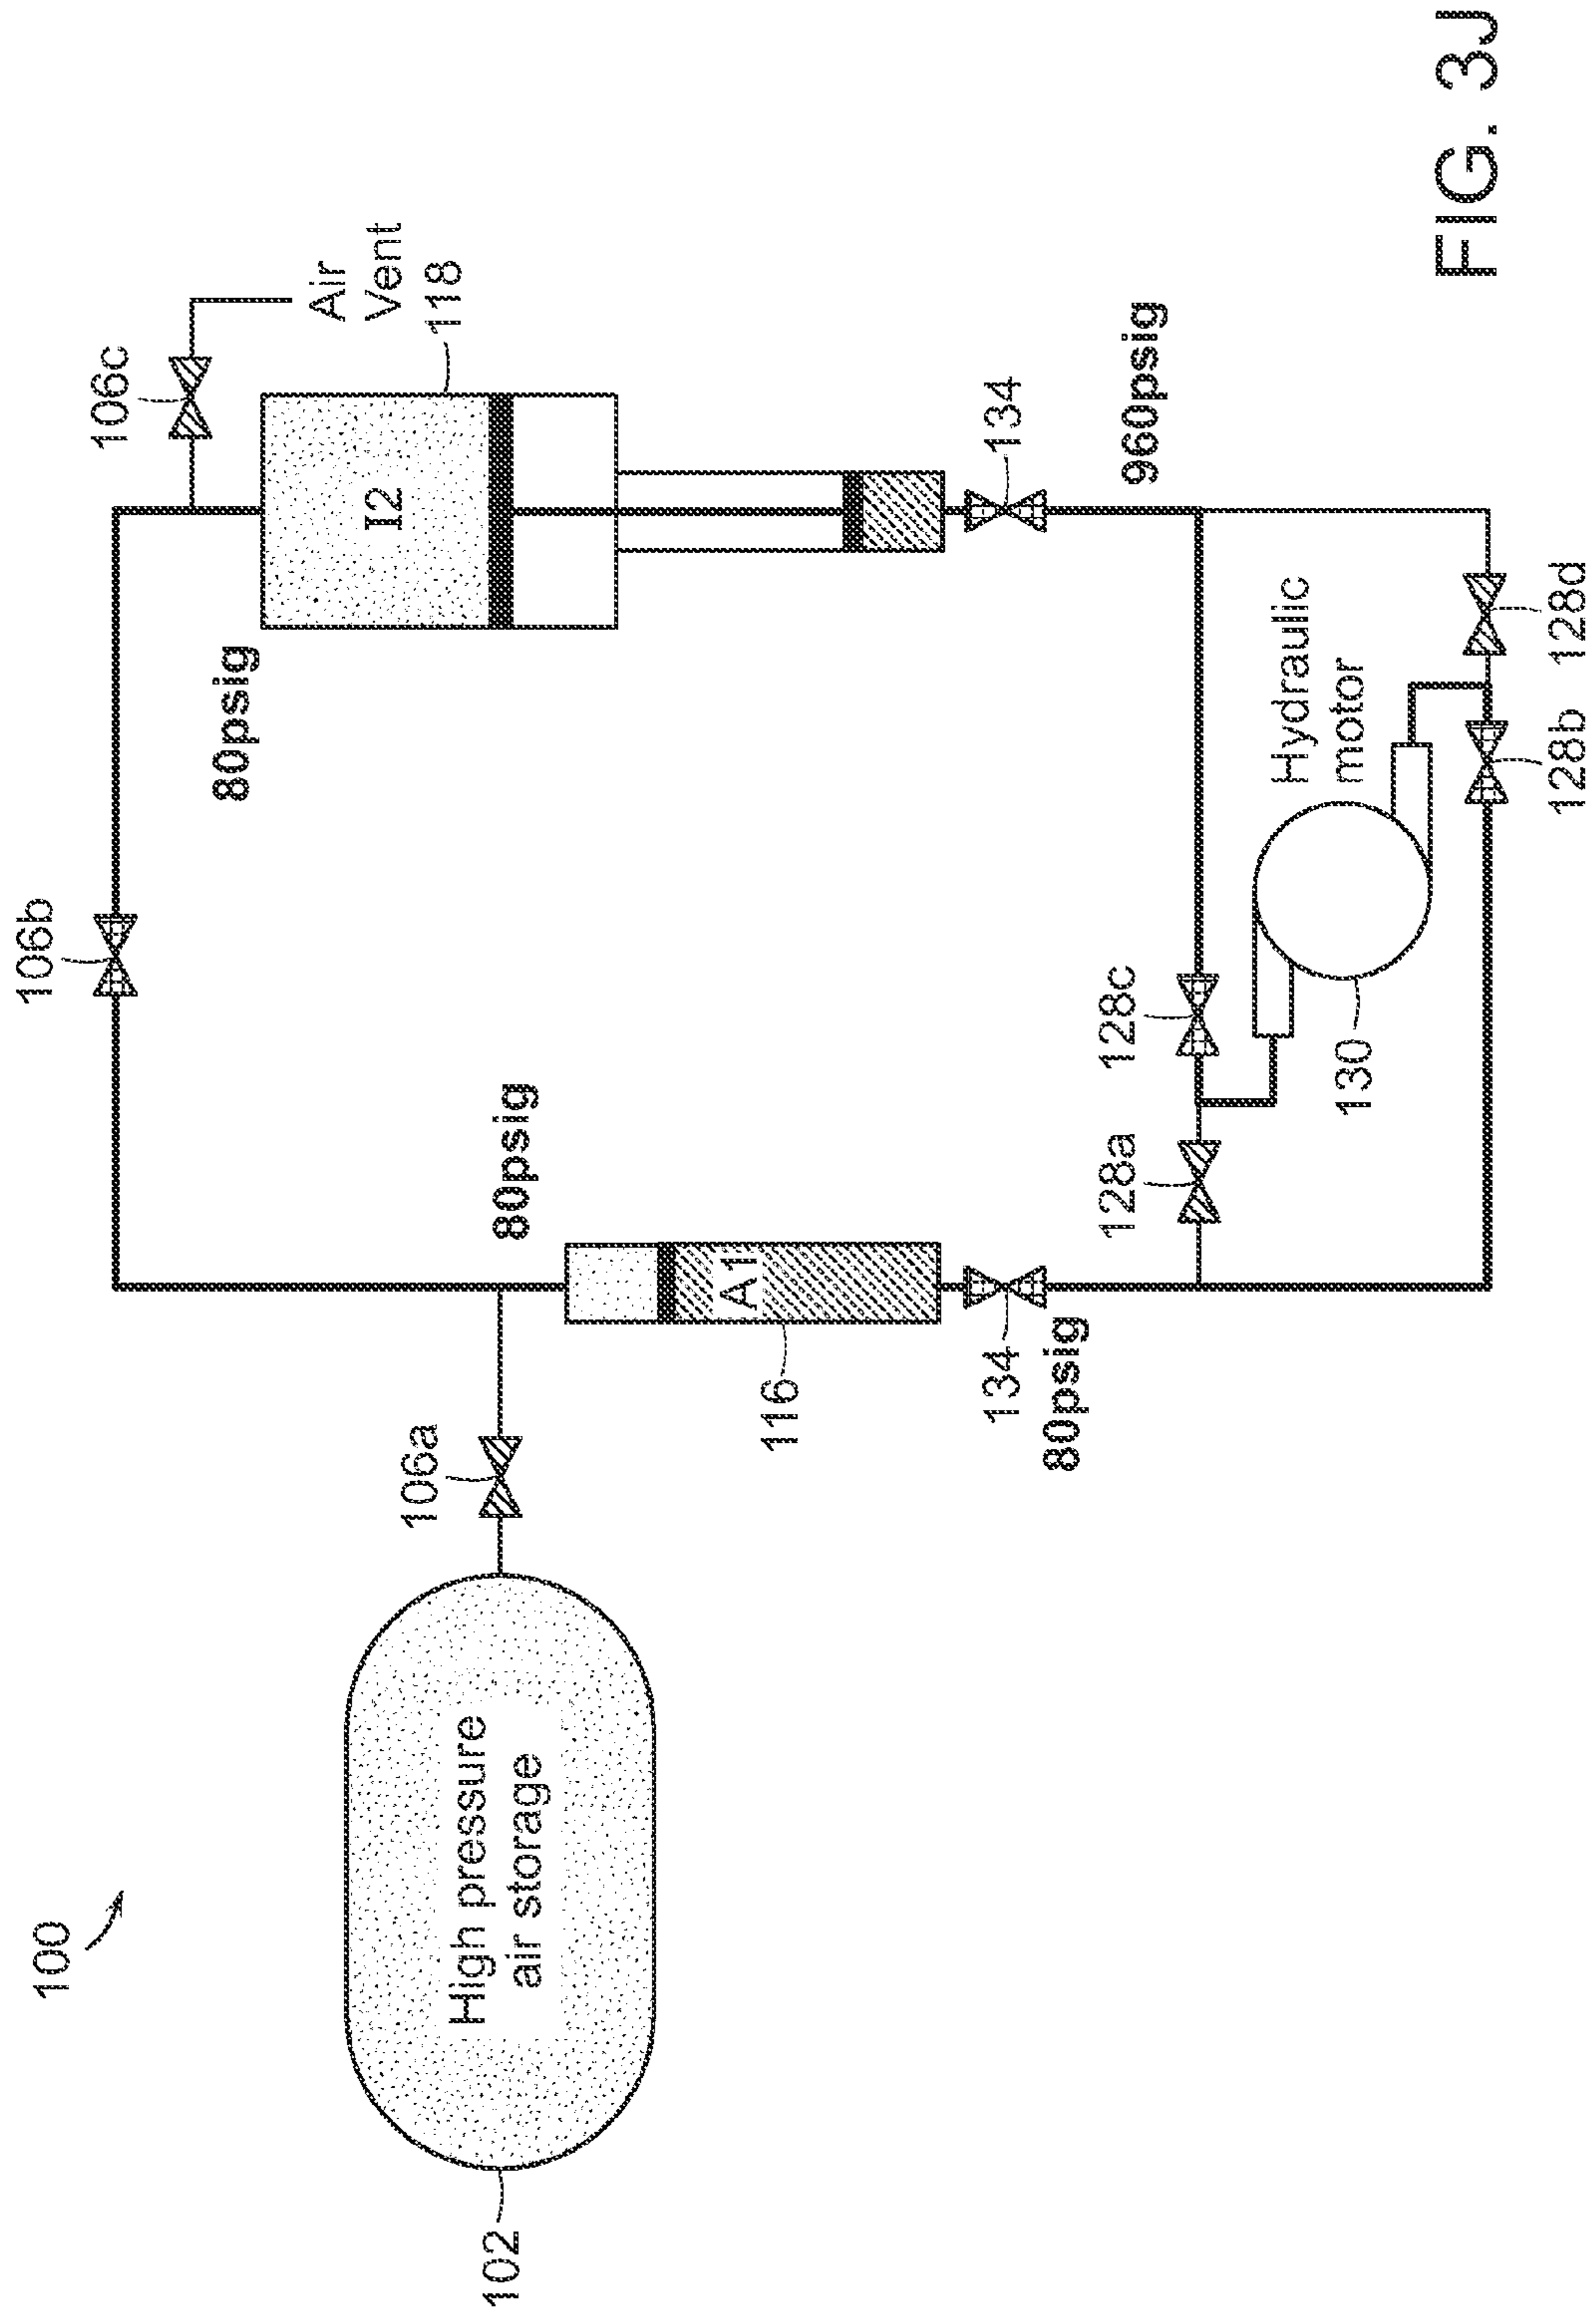 100
102
High pressure
air storage
106a
106b
106c
Air
Vent
118
I2
80psig
80psig
A1
116
134
80psig
134
960psig
128a
128c
Hydraulic
motor
130
128b
128d
FIG. 3J